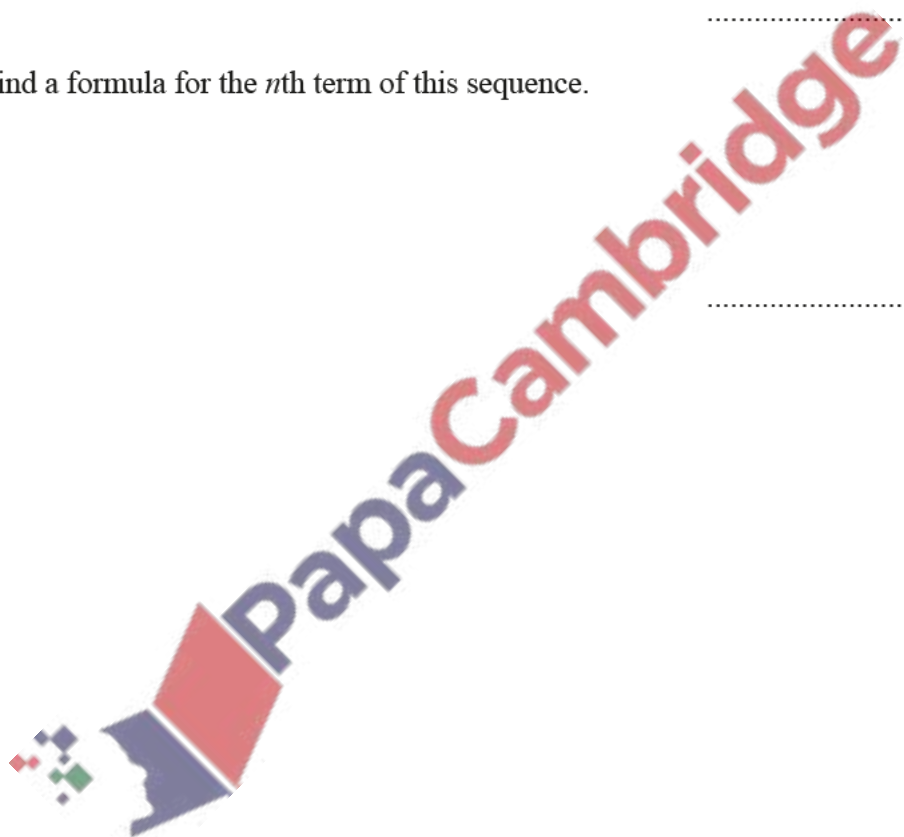 ind a formula for the nth term of this sequence.
PapaCambridge